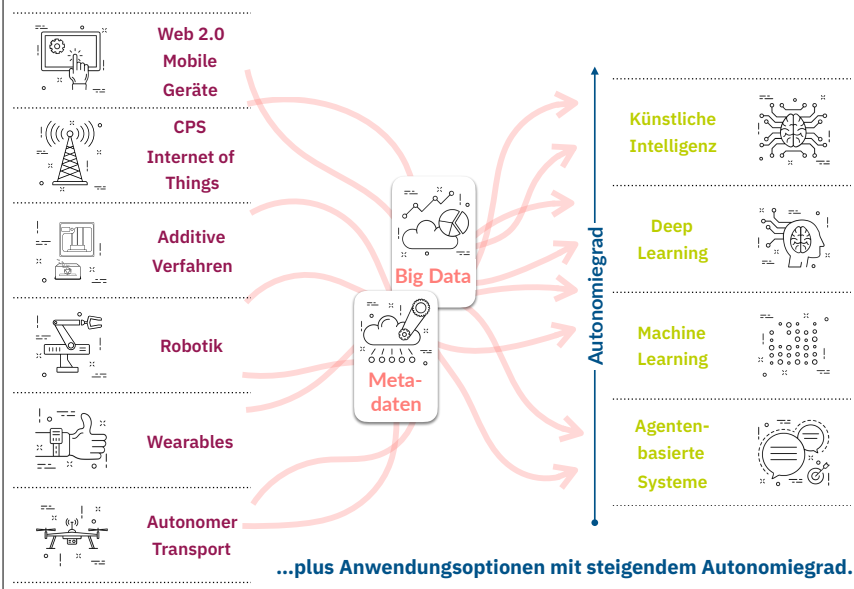 Web 2.0
Mobile
Geräte
CPS
Internet of
Things
Additive
Verfahren
Robotik
Wearables
Autonomer
Transport
Big Data
Meta-
daten
Autonomiegrad
Künstliche
Intelligenz
Deep
Learning
Machine
Learning
Agenten-
basierte
Systeme
...plus Anwendungsoptionen mit steigendem Autonomiegrad.